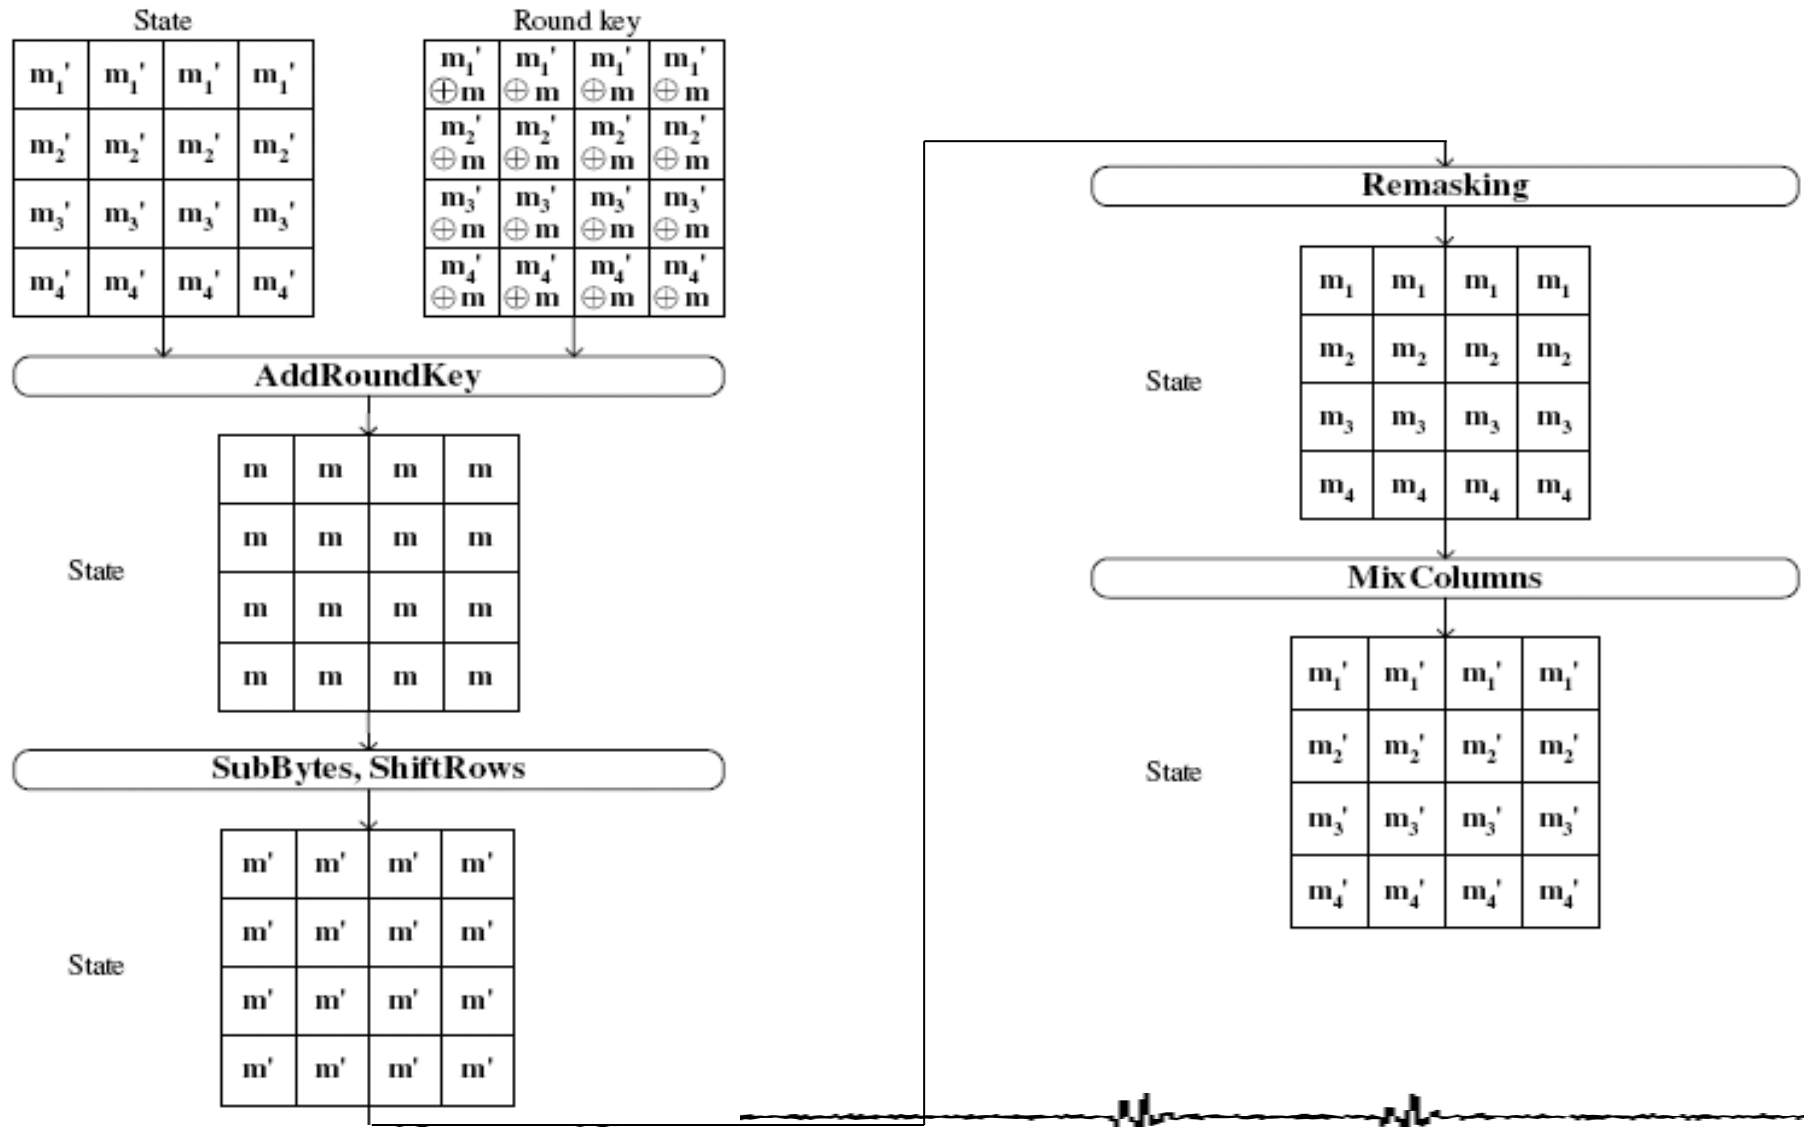 State
m₁' m₁' m₁' m₁'
m₂' m₂' m₂' m₂'
m₃' m₃' m₃' m₃'
m₄' m₄' m₄' m₄'
Round key
m₁' m₁' m₁' m₁'
⊕m ⊕m ⊕m ⊕m
m₂' m₂' m₂' m₂'
⊕m ⊕m ⊕m ⊕m
m₃' m₃' m₃' m₃'
⊕m ⊕m ⊕m ⊕m
m₄' m₄' m₄' m₄'
⊕m ⊕m ⊕m ⊕m
AddRoundKey
State
m m m m
m m m m
m m m m
m m m m
SubBytes, ShiftRows
State
m' m' m' m'
m' m' m' m'
m' m' m' m'
m' m' m' m'
Remasking
State
m₁ m₁ m₁ m₁
m₂ m₂ m₂ m₂
m₃ m₃ m₃ m₃
m₄ m₄ m₄ m₄
MixColumns
State
m₁' m₁' m₁' m₁'
m₂' m₂' m₂' m₂'
m₃' m₃' m₃' m₃'
m₄' m₄' m₄' m₄'